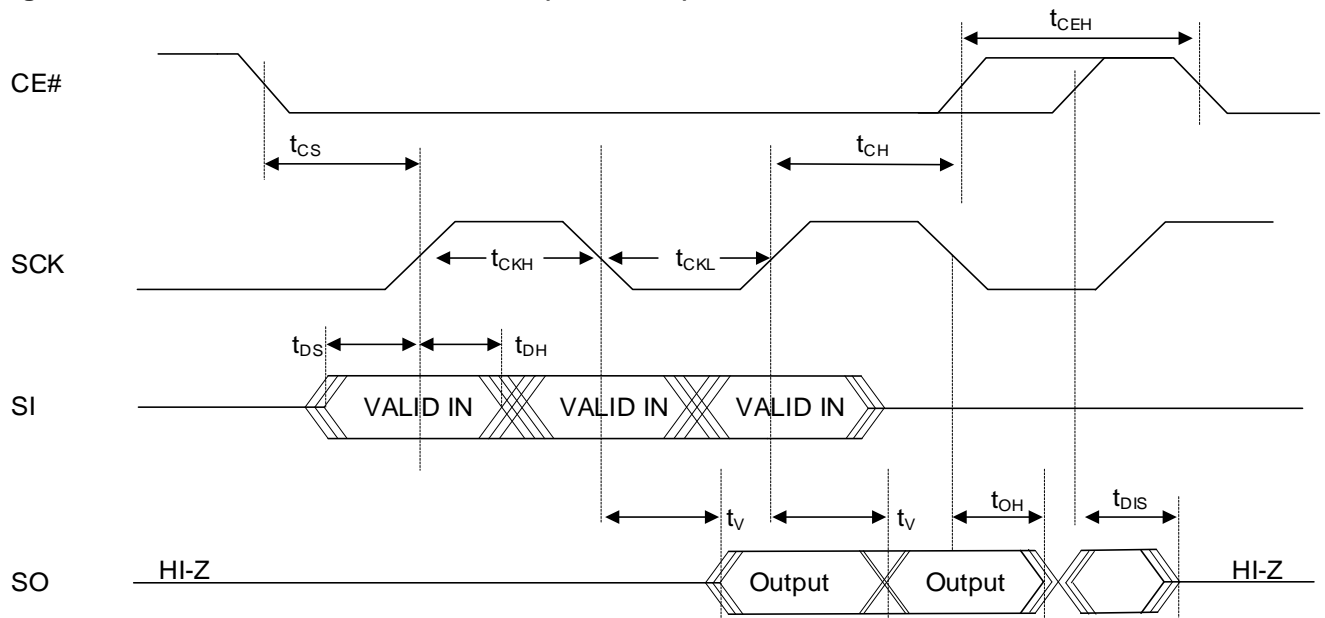 tCEH
CE#
tCS
tCH
SCK
tCKH
tCKL
tDS
tDH
SI
VALID IN
VALID IN
VALID IN
tV
tV
tOH
tDIS
SO
HI-Z
Output
Output
HI-Z